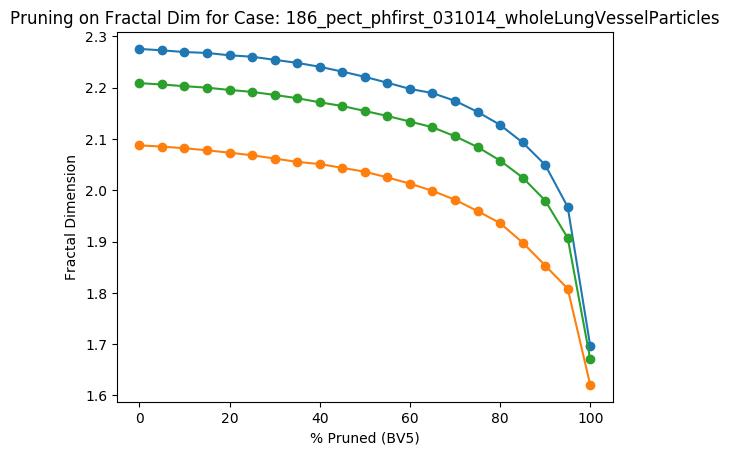 Pruning on Fractal Dim for Case: 186_pect_phfirst_031014_wholeLungVesselParticles
2.3
2.2
2.1
2.0
1.9
1.8
1.7
1.6
Fractal Dimension
0 20 40 60 80 100
% Pruned (BV5)